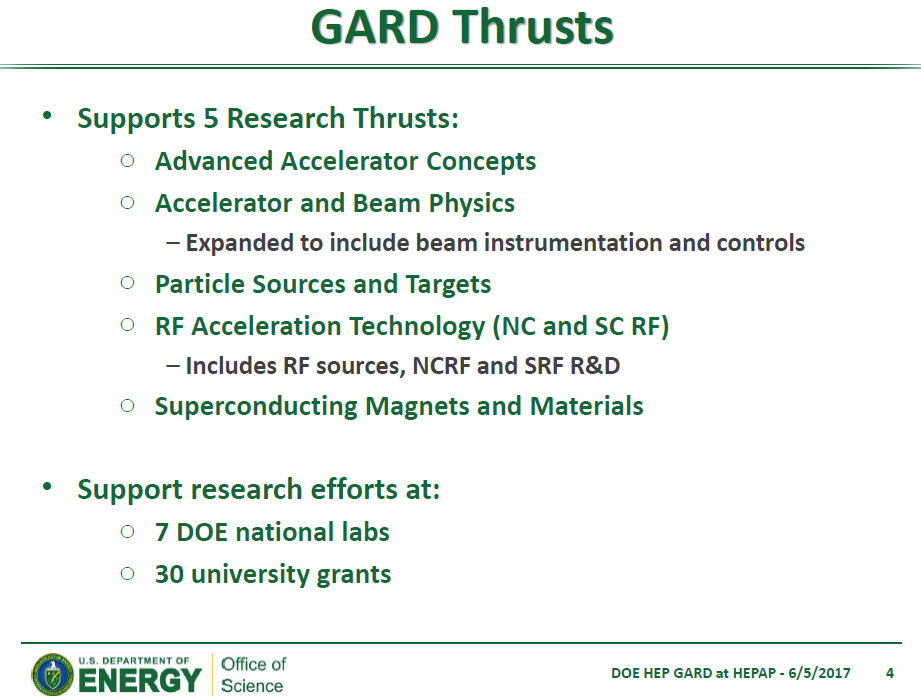 GARD Thrusts
• Supports 5 Research Thrusts:
○ Advanced Accelerator Concepts
○ Accelerator and Beam Physics
– Expanded to include beam instrumentation and controls
○ Particle Sources and Targets
○ RF Acceleration Technology (NC and SC RF)
– Includes RF sources, NCRF and SRF R&D
○ Superconducting Magnets and Materials
• Support research efforts at:
○ 7 DOE national labs
○ 30 university grants
U.S. DEPARTMENT OF
ENERGY
Office of
Science
DOE HEP GARD at HEPAP - 6/5/2017
4